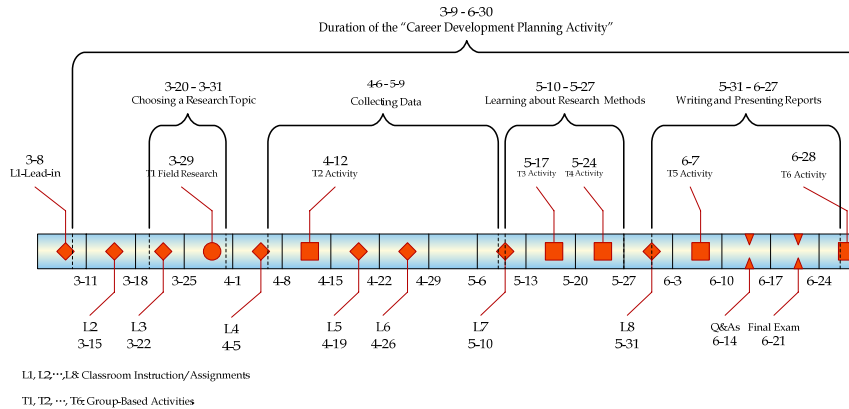 3-9 - 6-30
Duration of the “Career Development Planning Activity”
3-20 - 3-31
Choosing a Research Topic
4-6 - 5-9
Collecting Data
5-10 - 5-27
Learning about Research Methods
5-31 - 6-27
Writing and Presenting Reports
3-8
L1-Lead-in
3-29
T1 Field Research
4-12
T2 Activity
5-17
T3 Activity
5-24
T4 Activity
6-7
T5 Activity
6-28
T6 Activity
3-11 3-18 3-25 4-1 4-8 4-15 4-22 4-29 5-6 5-13 5-20 5-27 6-3 6-10 6-17 6-24
L2
3-15
L3
3-22
L4
4-5
L5
4-19
L6
4-26
L7
5-10
L8
5-31
Q&As
6-14
Final Exam
6-21
L1, L2,…,L8: Classroom Instruction/Assignments
T1, T2, …, T6: Group-Based Activities